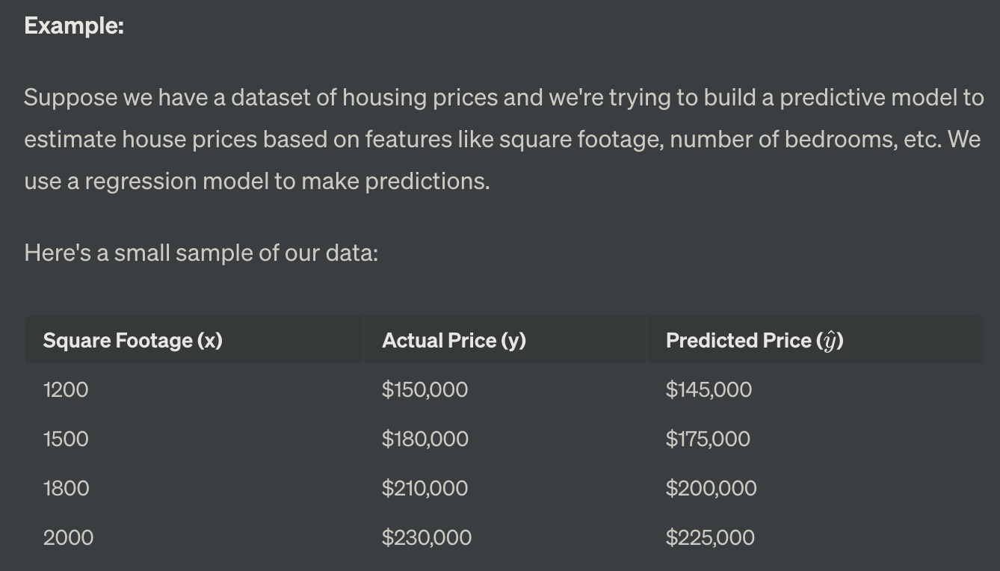 Example:
Suppose we have a dataset of housing prices and we're trying to build a predictive model to
estimate house prices based on features like square footage, number of bedrooms, etc. We
use a regression model to make predictions.
Here's a small sample of our data:
Square Footage (x) Actual Price (y) Predicted Price (ŷ)
1200 $150,000 $145,000
1500 $180,000 $175,000
1800 $210,000 $200,000
2000 $230,000 $225,000